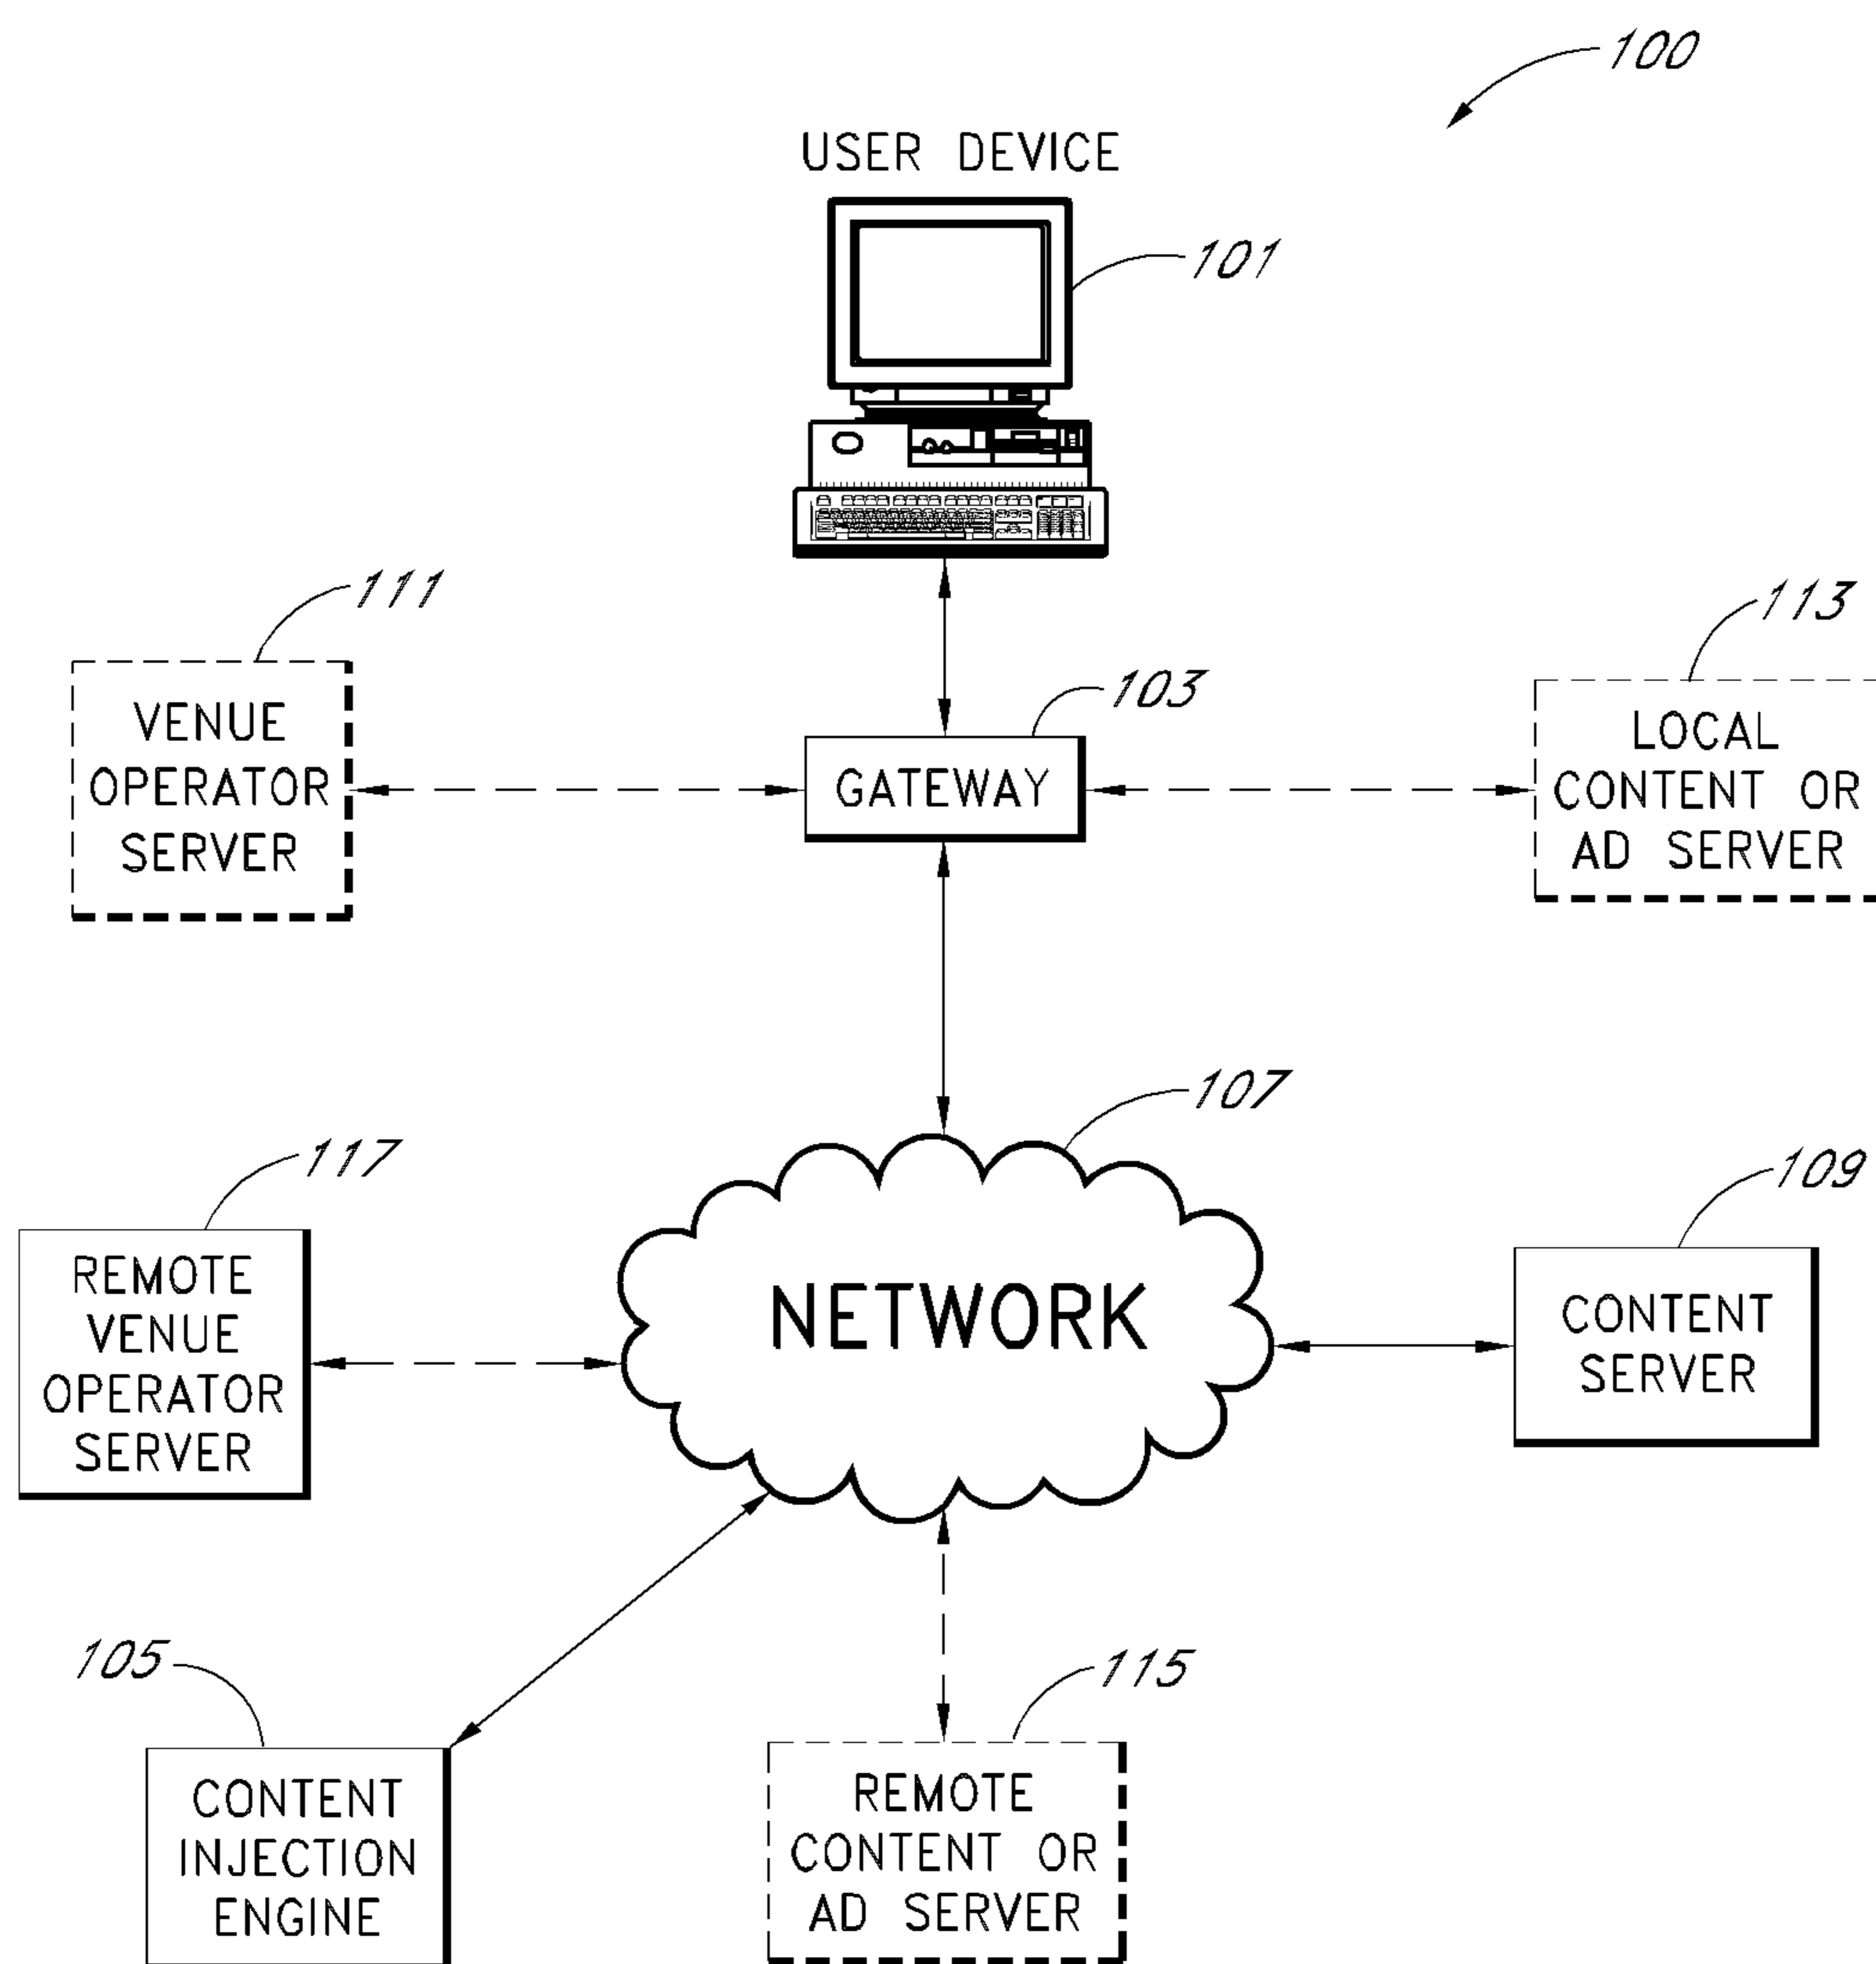 100
USER DEVICE
101
111
113
103
VENUE
OPERATOR
SERVER
GATEWAY
LOCAL
CONTENT OR
AD SERVER
107
117
109
REMOTE
VENUE
OPERATOR
SERVER
NETWORK
CONTENT
SERVER
105
115
CONTENT
INJECTION
ENGINE
REMOTE
CONTENT OR
AD SERVER